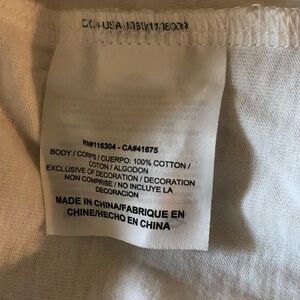 RN#116304 - CA#41675
BODY / CORPS / CUERPO: 100% COTTON /
COTON / ALGODON
EXCLUSIVE OF DECORATION / DECORATION
NON COMPRISE / NO INCLUYE LA
DECORACION
MADE IN CHINA/FABRIQUE EN
CHINE/HECHO EN CHINA